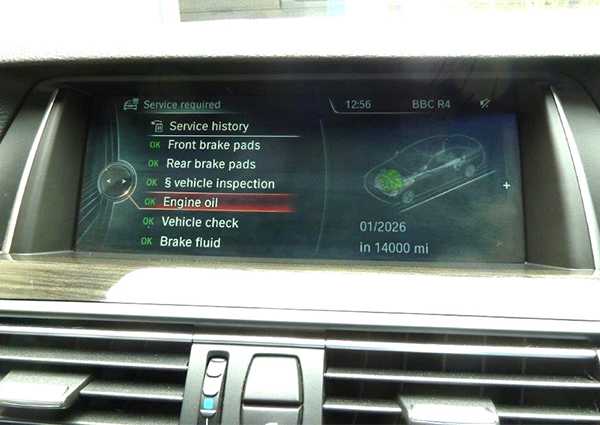 Service required 12:56 BBC R4
Service history
OK Front brake pads
OK Rear brake pads
OK § vehicle inspection
OK Engine oil
OK Vehicle check
OK Brake fluid
01/2026
in 14000 mi
+